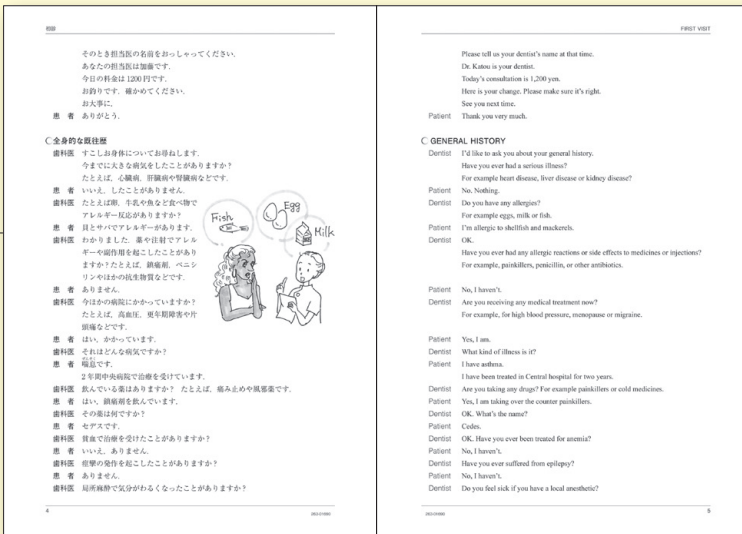 初診
そのとき担当医の名前をおっしゃってください.
あなたの担当医は加藤です.
今日の料金は 1200 円です.
お釣りです. 確かめてください.
お大事に.
患 者 ありがとう.
全身的な既往歴
歯科医 すこしお身体についてお尋ねします.
今までに大きな病気をしたことがありますか？
たとえば, 心臓病, 肝臓病や腎臓病などです.
患 者 いいえ, したことがありません.
歯科医 たとえば卵, 牛乳や魚など食べ物で
アレルギー反応がありますか？
患 者 貝とサバでアレルギーがあります.
歯科医 わかりました. 薬や注射でアレル
ギーや副作用を起こしたことがあり
ますか？たとえば, 鎮痛剤, ペニシ
リンやほかの抗生物質などです.
患 者 ありません.
歯科医 今ほかの病院にかかっていますか？
たとえば, 高血圧, 更年期障害や片
頭痛などです.
患 者 はい, かかっています.
歯科医 それはどんな病気ですか？
患 者 喘息です.
2 年間中央病院で治療を受けています.
歯科医 飲んでいる薬はありますか？ たとえば, 痛み止めや風邪薬です.
患 者 はい, 鎮痛剤を飲んでいます.
歯科医 その薬は何ですか？
患 者 セデスです.
歯科医 貧血で治療を受けたことがありますか？
患 者 いいえ, ありません.
歯科医 痙攣の発作を起こしたことがありますか？
患 者 ありません.
歯科医 局所麻酔で気分がわるくなったことがありますか？
Fish
Egg
Milk
4
FIRST VISIT
Please tell us your dentist's name at that time.
Dr. Katou is your dentist.
Today's consultation is 1,200 yen.
Here is your change. Please make sure it's right.
See you next time.
Patient Thank you very much.
GENERAL HISTORY
Dentist I'd like to ask you about your general history.
Have you ever had a serious illness?
For example heart disease, liver disease or kidney disease?
Patient No. Nothing.
Dentist Do you have any allergies?
For example eggs, milk or fish.
Patient I'm allergic to shellfish and mackerels.
Dentist OK.
Have you ever had any allergic reactions or side effects to medicines or injections?
For example, painkillers, penicillin, or other antibiotics.
Patient No, I haven't.
Dentist Are you receiving any medical treatment now?
For example, for high blood pressure, menopause or migraine.
Patient Yes, I am.
Dentist What kind of illness is it?
Patient I have asthma.
I have been treated in Central hospital for two years.
Dentist Are you taking any drugs? For example painkillers or cold medicines.
Patient Yes, I am taking over the counter painkillers.
Dentist OK. What's the name?
Patient Cedes.
Dentist OK. Have you ever been treated for anemia?
Patient No, I haven't.
Dentist Have you ever suffered from epilepsy?
Patient No, I haven't.
Dentist Do you feel sick if you have a local anesthetic?
5